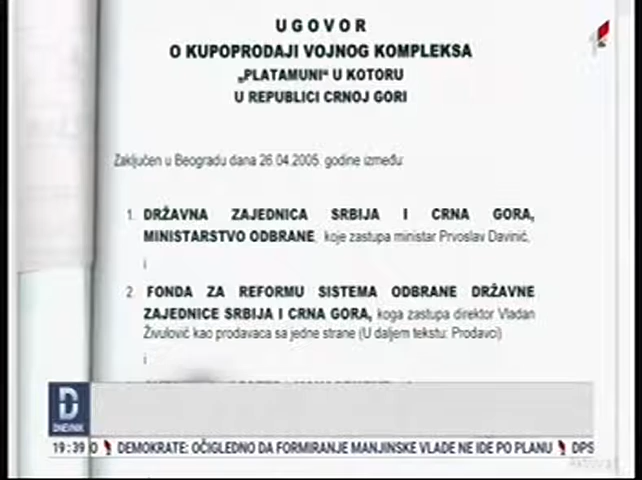 UGOVOR
O KUPOPRODAJI VOJNOG KOMPLEKSA
„PLATAMUNI“ U KOTORU
U REPUBLICI CRNOJ GORI
Zaključen u Beogradu dana 26.04.2005. godine između:
1. DRŽAVNA ZAJEDNICA SRBIJA I CRNA GORA,
MINISTARSTVO ODBRANE, koje zastupa ministar Prvoslav Davinić,
i
2. FONDA ZA REFORMU SISTEMA ODBRANE DRŽAVNE
ZAJEDNICE SRBIJA I CRNA GORA, koga zastupa direktor Vladan
Živulović kao prodavaca sa jedne strane (U daljem tekstu: Prodavci)
i
D
DNEVNIK
19:39 O DEMOKRATE: OČIGLEDNO DA FORMIRANJE MANJINSKE VLADE NE IDE PO PLANU DPS